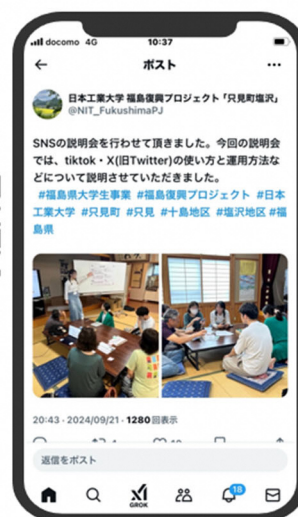 docomo 4G 10:37
ポスト
日本工業大学 福島復興プロジェクト「只見町塩沢」
@NIT_FukushimaPJ
SNSの説明会を行わせて頂きました。今回の説明会
では、tiktok・X(旧Twitter)の使い方と運用方法な
どについて説明させていただきました。
#福島県大学生事業 #福島復興プロジェクト #日本
工業大学 #只見町 #只見 #十島地区 #塩沢地区 #福
島県
20:43・2024/09/21・1280回表示
返信をポスト
GROK
18